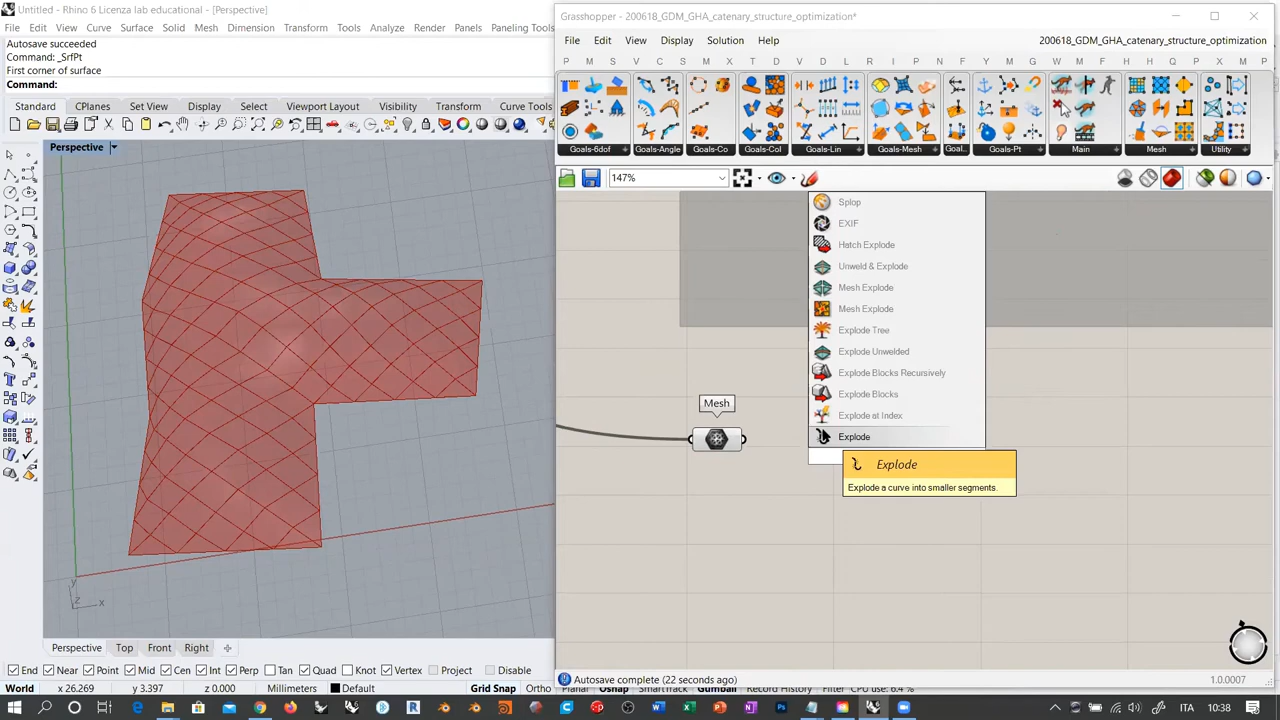 Untitled - Rhino 6 Licenza lab educational - [Perspective]
File Edit View Curve Surface Solid Mesh Dimension Transform Tools Analyze Render Panels Paneling Tools
Autosave succeeded
Command: _SrfPt
First corner of surface
Command:
Standard CPlanes Set View Display Select Viewport Layout Visibility Transform Curve Tools
Perspective
y
z x
Perspective Top Front Right
End Near Point Mid Cen Int Perp Tan Quad Knot Vertex Project Disable
World x 26.269 y 3.397 z 0.000 Millimeters Default Grid Snap Ortho Planar Osnap SmartTrack Gumball Record History Filter CPU use: 6.4 %
Grasshopper - 200618_GDM_GHA_catenary_structure_optimization*
File Edit View Display Solution Help
200618_GDM_GHA_catenary_structure_optimization*
P M S V C S M X T D L V D L R P N F Y M G H W B U X M P
Goals-6dof Goals-Angle Goals-Co Goals-Col Goals-Lin Goals-Mesh Goal... Goals-Pt Main Mesh Utility
147%
Splop
EXIF
Hatch Explode
Unweld & Explode
Mesh Explode
Mesh Explode
Explode Tree
Explode Unwelded
Explode Blocks Recursively
Explode Blocks
Explode at Index
Explode
Mesh
Explode
Explode a curve into smaller segments.
Autosave complete (22 seconds ago)
1.0.0007
ITA 10:38